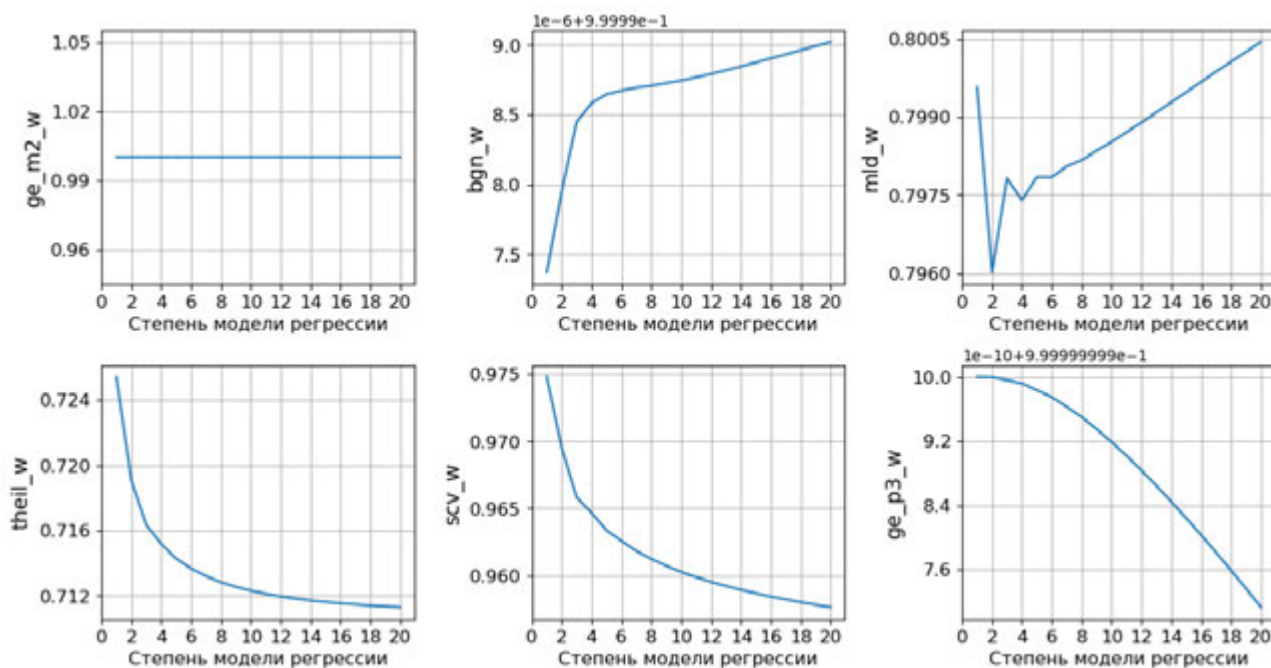 1.05
1.02
0.99
0.96
ge_m2_w
0 2 4 6 8 10 12 14 16 18 20
Степень модели регрессии
1e-6+9.9999e-1
9.0
8.5
8.0
7.5
bgn_w
0 2 4 6 8 10 12 14 16 18 20
Степень модели регрессии
0.8005
0.7990
0.7975
0.7960
mld_w
0 2 4 6 8 10 12 14 16 18 20
Степень модели регрессии
0.724
0.720
0.716
0.712
theil_w
0 2 4 6 8 10 12 14 16 18 20
Степень модели регрессии
0.975
0.970
0.965
0.960
scv_w
0 2 4 6 8 10 12 14 16 18 20
Степень модели регрессии
1e-10+9.99999999e-1
10.0
9.2
8.4
7.6
ge_p3_w
0 2 4 6 8 10 12 14 16 18 20
Степень модели регрессии